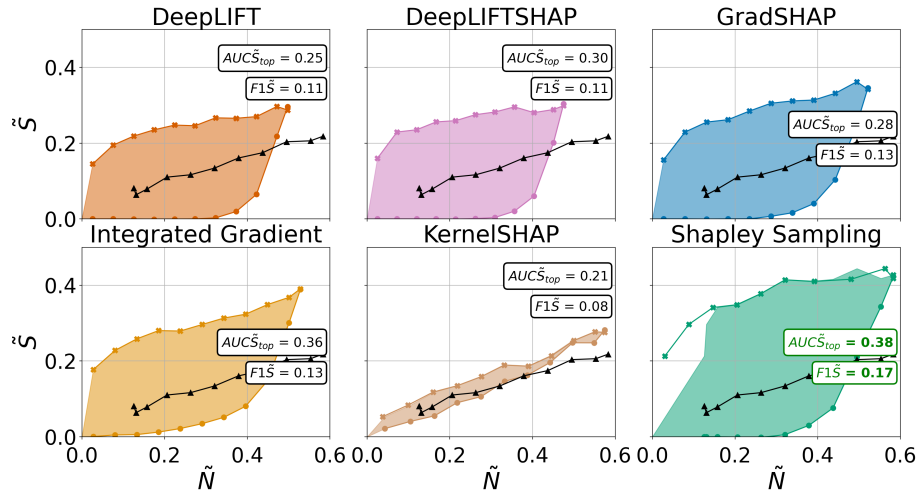 DeepLIFT
DeepLIFTSHAP
GradSHAP
S̃
0.4
0.2
0.0
AUCS̃top = 0.25
F1S̃ = 0.11
AUCS̃top = 0.30
F1S̃ = 0.11
AUCS̃top = 0.28
F1S̃ = 0.13
Integrated Gradient
KernelSHAP
Shapley Sampling
S̃
0.4
0.2
0.0
AUCS̃top = 0.36
F1S̃ = 0.13
AUCS̃top = 0.21
F1S̃ = 0.08
AUCS̃top = 0.38
F1S̃ = 0.17
0.2 0.4 0.6
0.0 0.2 0.4
0.0 0.2 0.4 0.6
Ñ
Ñ
Ñ